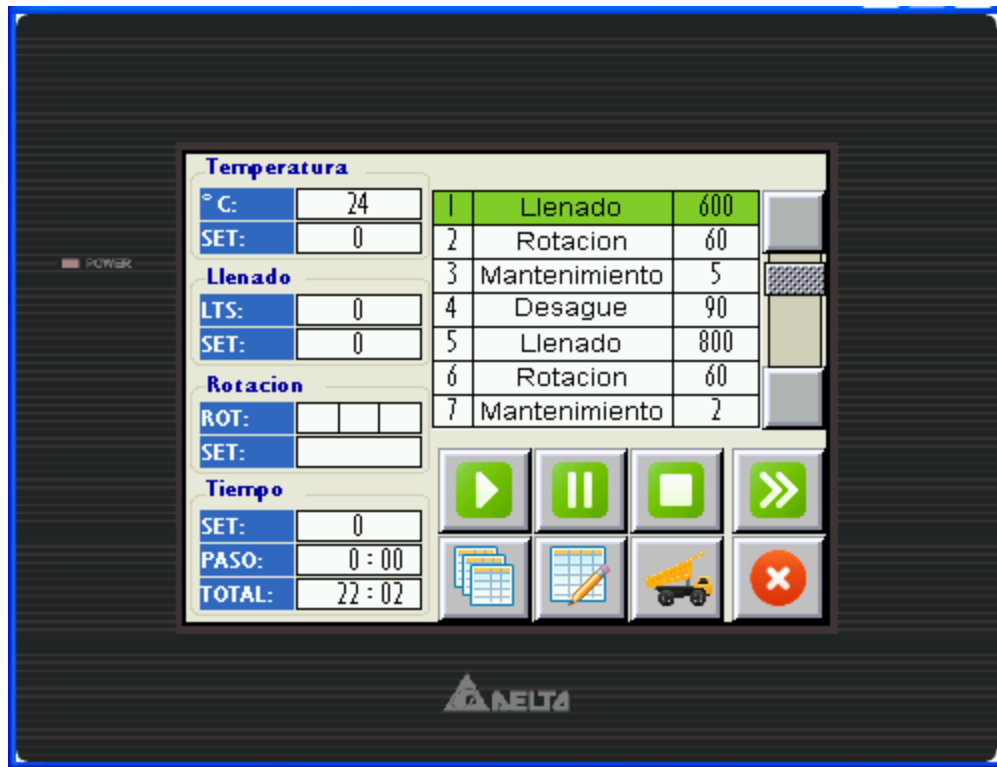 Temperatura
° C: 24
SET: 0
Llenado
LTS: 0
SET: 0
Rotacion
ROT:
SET:
Tiempo
SET: 0
PASO: 0:00
TOTAL: 22:02
1 Llenado 600
2 Rotacion 60
3 Mantenimiento 5
4 Desague 90
5 Llenado 800
6 Rotacion 60
7 Mantenimiento 2
POWER
DELTA